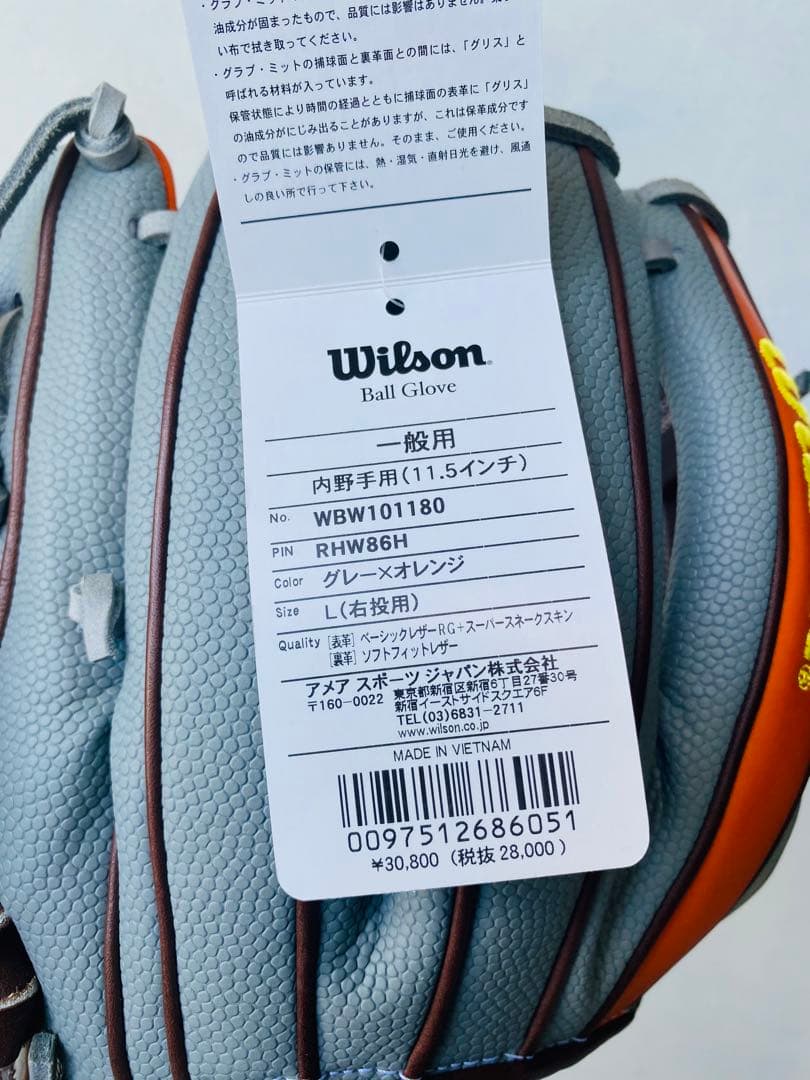 油成分が固まったもので、品質には影響はありません。
い布で拭き取ってください。
・グラブ・ミットの捕球面と裏革面との間には、「グリス」と
呼ばれる材料が入っています。
保管状態により時間の経過とともに捕球面の表革に「グリス」
の油成分がにじみ出ることがありますが、これは保革成分です
ので品質には影響ありません。そのまま、ご使用ください。
・グラブ・ミットの保管には、熱・湿気・直射日光を避け、風通
しの良い所で行って下さい。
Wilson
Ball Glove
一般用
内野手用(11.5インチ)
No. WBW101180
PIN RHW86H
Color グレー×オレンジ
Size L(右投用)
Quality [表革] ベーシックレザーRG+スーパースネークスキン
[裏革] ソフトフィットレザー
アメア スポーツ ジャパン株式会社
〒160-0022 東京都新宿区新宿6丁目27番30号
新宿イーストサイドスクエア6F
TEL(03)6831-2711
www.wilson.co.jp
MADE IN VIETNAM
0097512686051
¥30,800 (税抜 28,000)